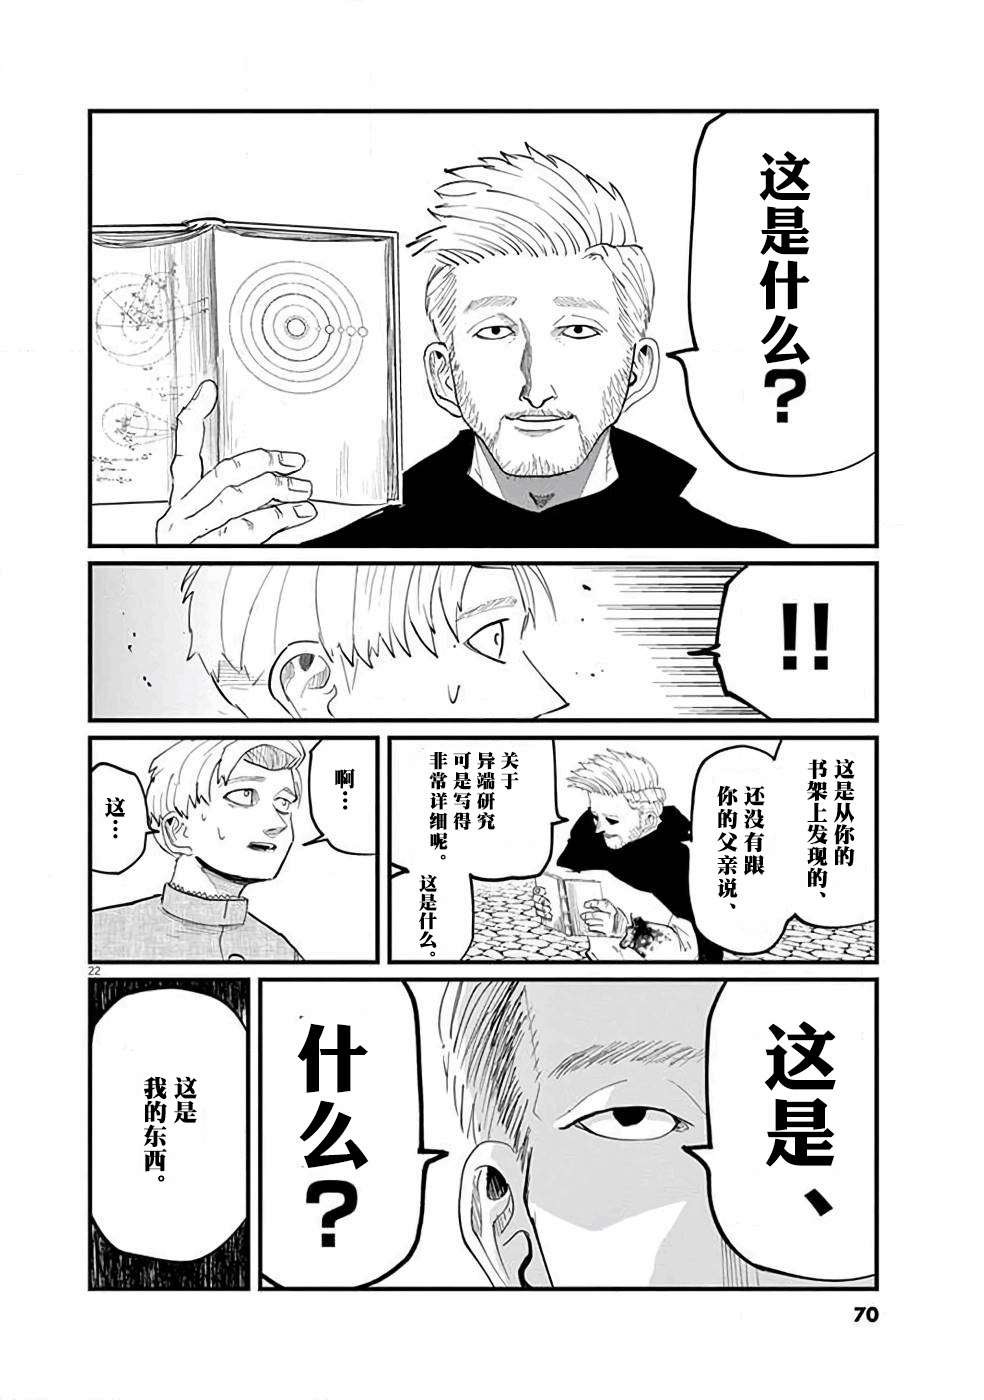 这是什么？
!!
这是从你的
书架上发现的、
还没有跟
你的父亲说、
关于
异端研究
可是写得
非常详细呢。
这是什么。
啊…
这…
22
这是、
什么？
这是
我的东西。
70